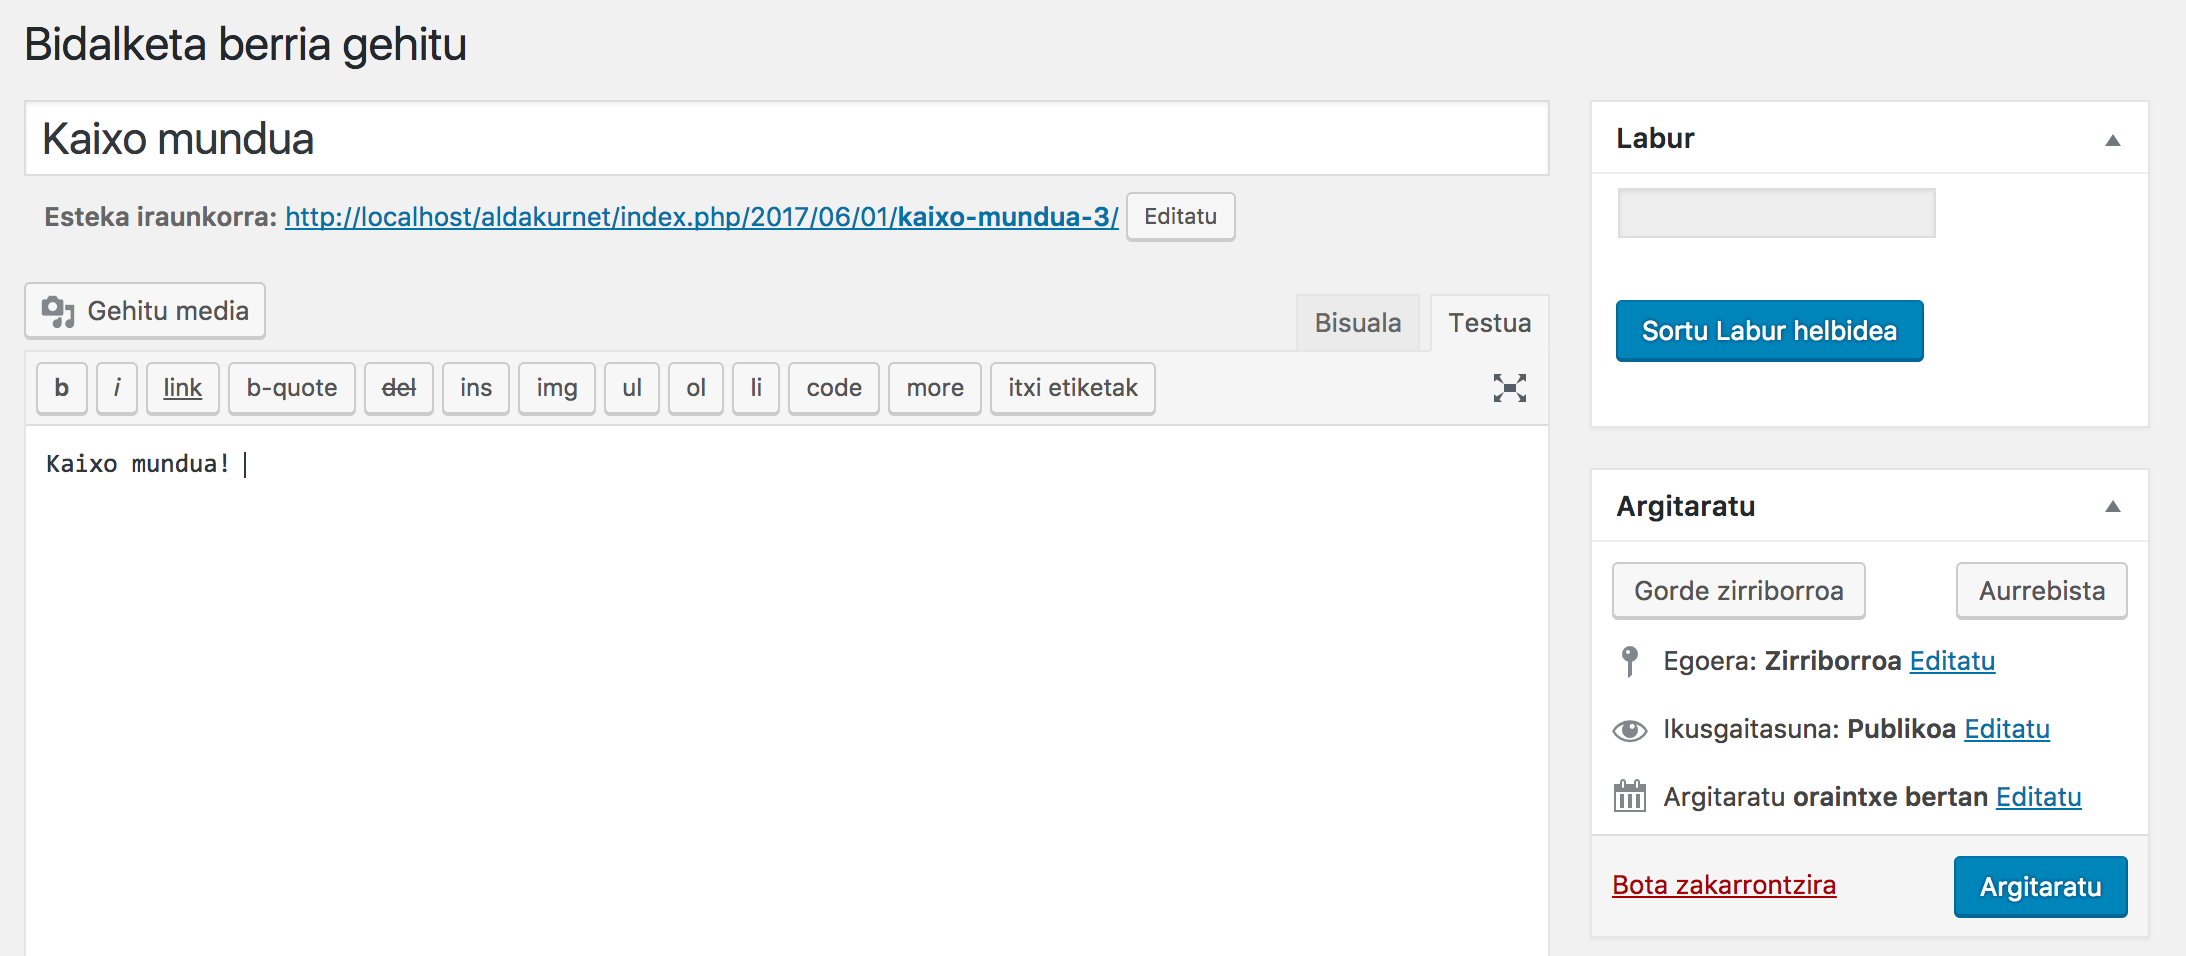 Bidalketa berria gehitu
Kaixo mundua
Esteka iraunkorra: http://localhost/aldakurnet/index.php/2017/06/01/kaixo-mundua-3/ Editatu
Gehitu media
Bisuala Testua
b i link b-quote del ins img ul ol li code more itxi etiketak
Kaixo mundua!
Labur
Sortu Labur helbidea
Argitaratu
Gorde zirriborroa Aurrebista
Egoera: Zirriborroa Editatu
Ikusgaitasuna: Publikoa Editatu
Argitaratu oraintxe bertan Editatu
Bota zakarrontzira Argitaratu